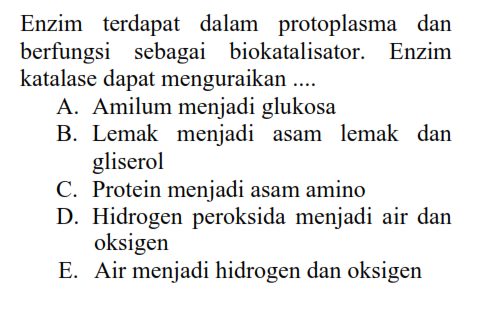 Enzim terdapat dalam protoplasma dan
berfungsi sebagai biokatalisator. Enzim
katalase dapat menguraikan ....
A. Amilum menjadi glukosa
B. Lemak menjadi asam lemak dan
gliserol
C. Protein menjadi asam amino
D. Hidrogen peroksida menjadi air dan
oksigen
E. Air menjadi hidrogen dan oksigen